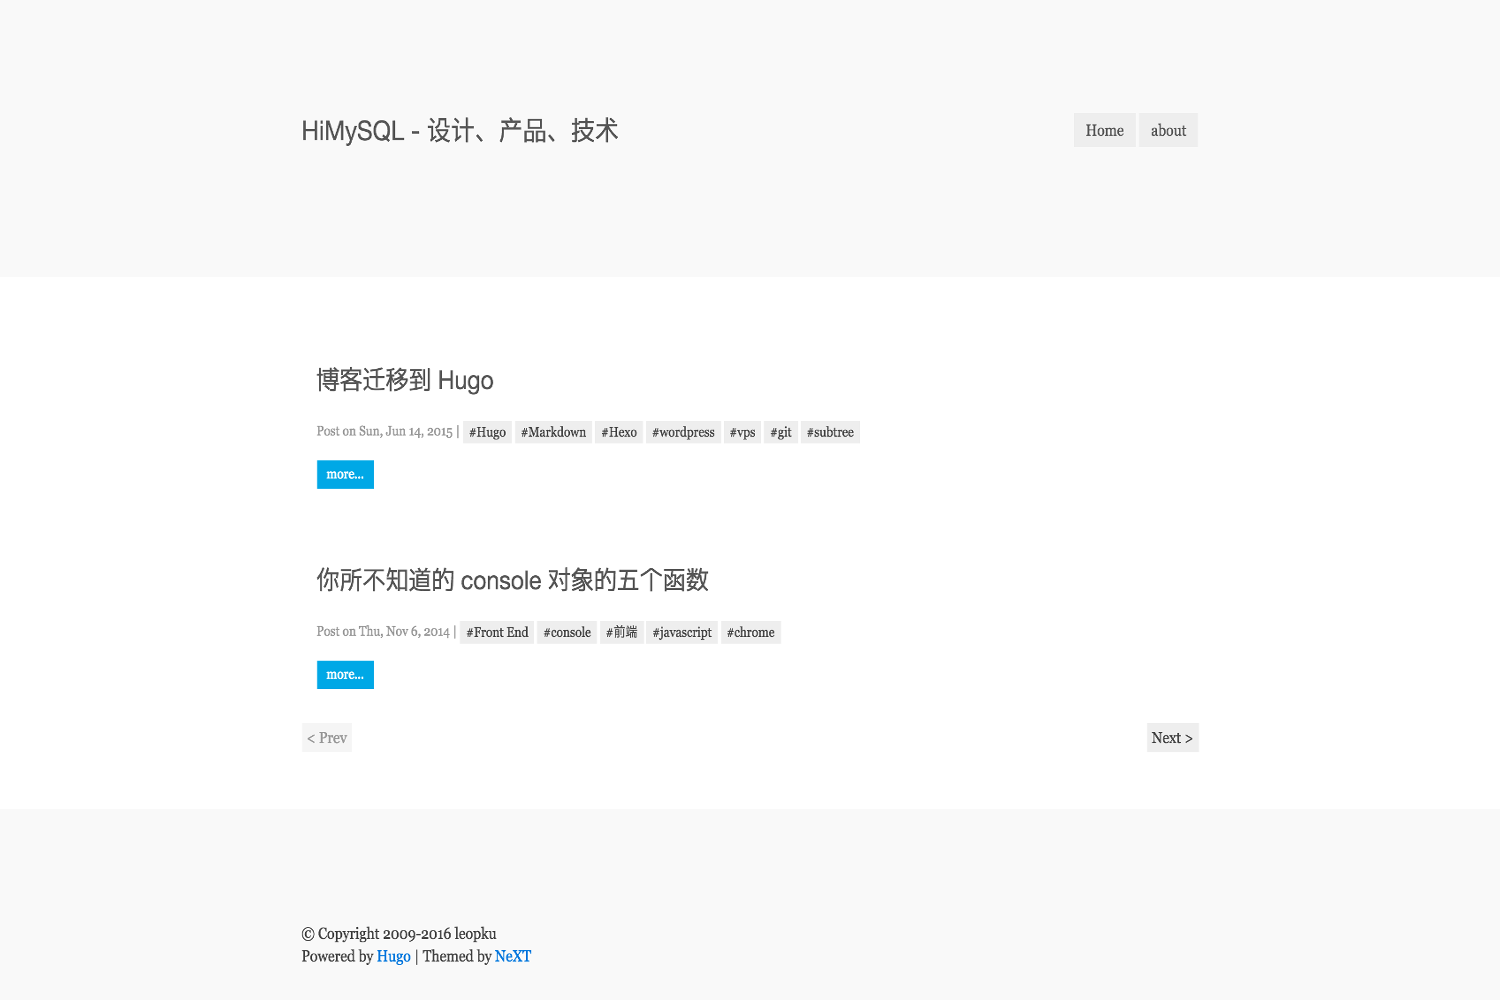 HiMySQL - 设计、产品、技术
Home about
博客迁移到 Hugo
Post on Sun, Jun 14, 2015 | #Hugo #Markdown #Hexo #wordpress #vps #git #subtree
more...
你所不知道的 console 对象的五个函数
Post on Thu, Nov 6, 2014 | #Front End #console #前端 #javascript #chrome
more...
< Prev Next >
© Copyright 2009-2016 leopku
Powered by Hugo | Themed by NeXT